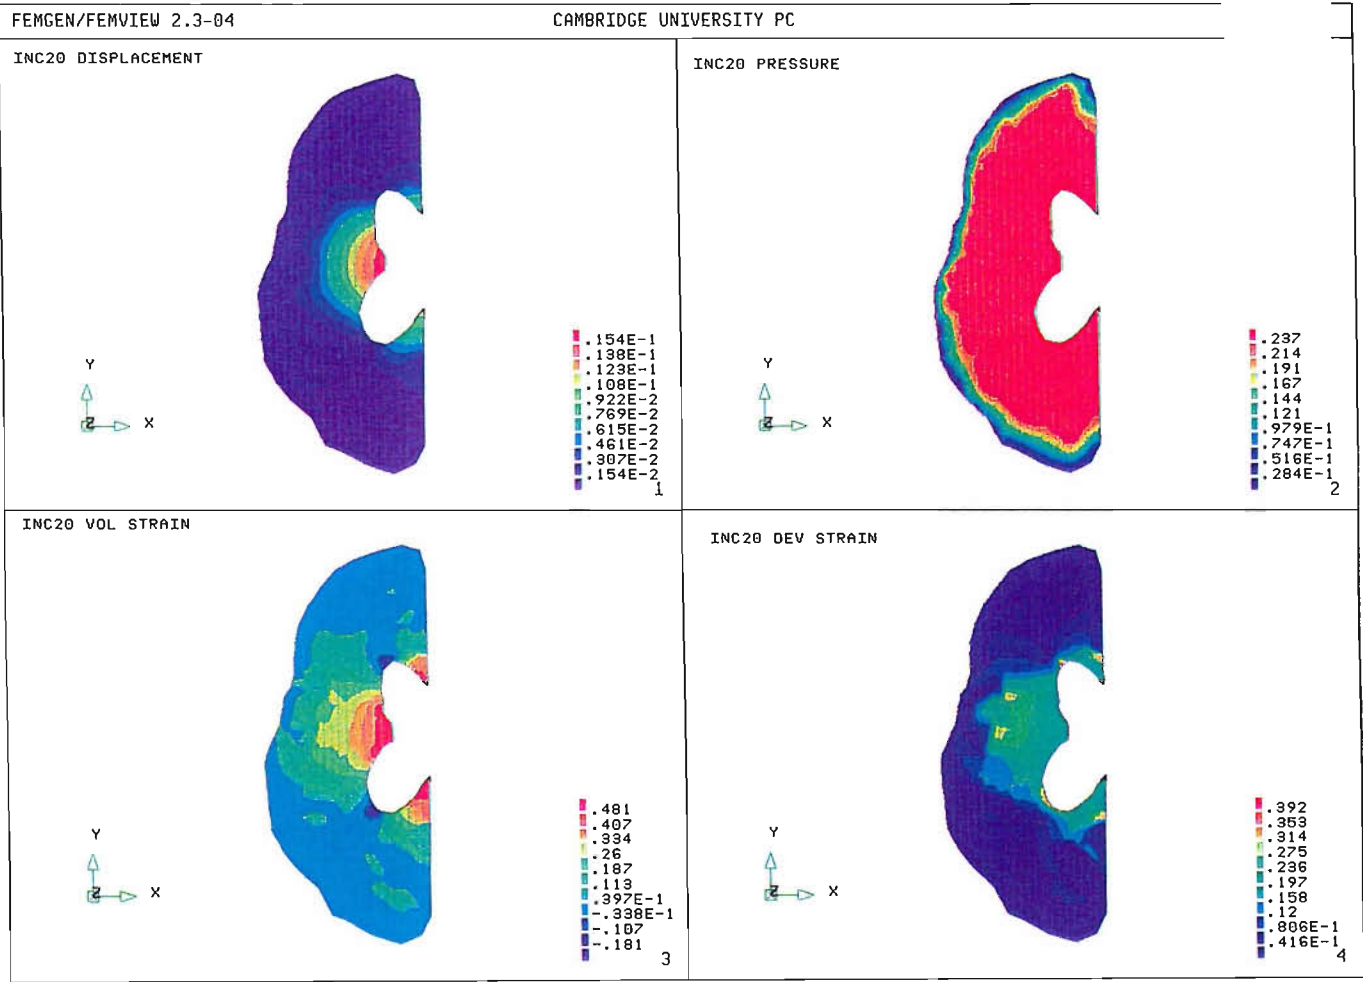 FEMGEN/FEMVIEW 2.3-04
CAMBRIDGE UNIVERSITY PC
INC20 DISPLACEMENT
Y
X
Z
.154E-1
.138E-1
.123E-1
.108E-1
.922E-2
.769E-2
.615E-2
.461E-2
.307E-2
.154E-2
1
INC20 PRESSURE
Y
X
Z
.237
.214
.191
.167
.144
.121
.979E-1
.747E-1
.516E-1
.284E-1
2
INC20 VOL STRAIN
Y
X
Z
.481
.407
.334
.26
.187
.113
.397E-1
-.338E-1
-.107
-.181
3
INC20 DEV STRAIN
Y
X
Z
.392
.353
.314
.275
.236
.197
.158
.12
.806E-1
.416E-1
4